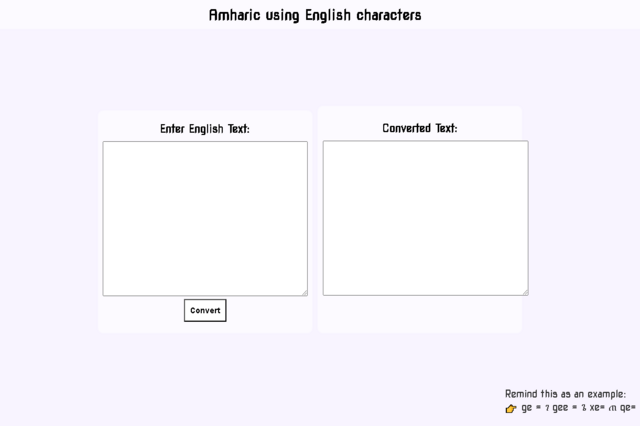 Amharic using English characters
Enter English Text:
Converted Text:
Convert
Remind this as an example:
👉 ge = ገ gee = ጌ xe= ጠ qe=